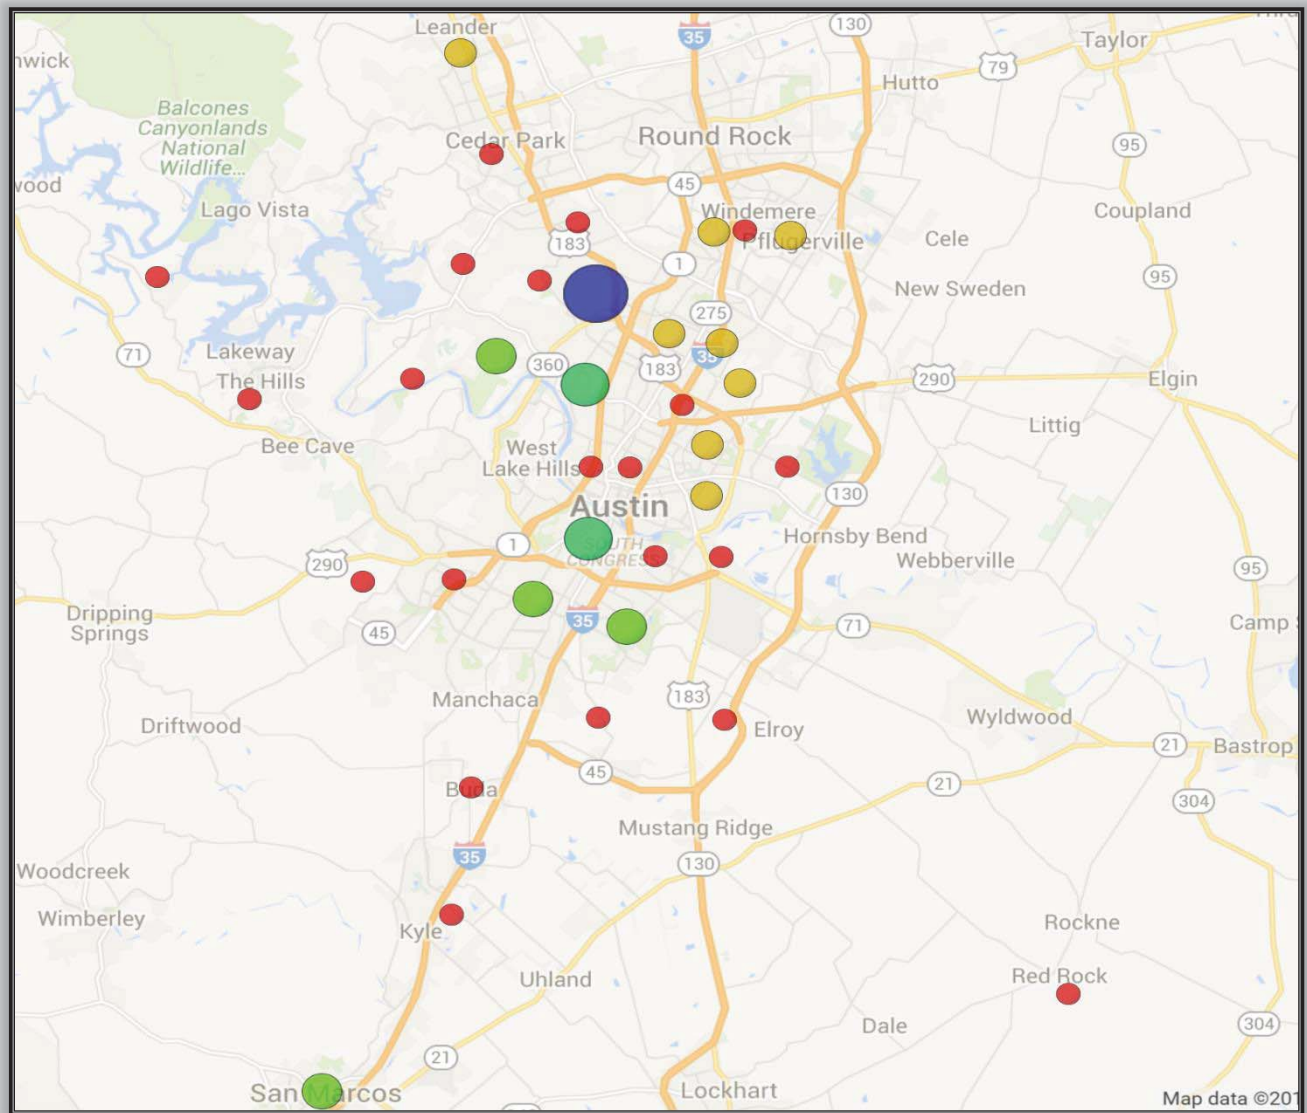 Leander
130
35
Taylor
nwick
79
Hutto
Balcones
Canyonlands
National
Wildlife...
Cedar Park
Round Rock
95
wood
45
Lago Vista
Windemere
Coupland
183
Pflugerville
Cele
1
95
New Sweden
275
71
Lakeway
The Hills
360
183
35
290
Elgin
Bee Cave
West
Lake Hills
Littig
130
Austin
1
SOUTH
CONGRESS
Hornsby Bend
Webberville
290
95
Dripping
Springs
45
35
71
Camp S
Manchaca
183
Driftwood
Elroy
Wyldwood
21
Bastrop
45
Buda
21
304
Mustang Ridge
35
130
Woodcreek
Wimberley
Kyle
Rockne
Uhland
Red Rock
Dale
304
21
San Marcos
Lockhart
Map data ©201